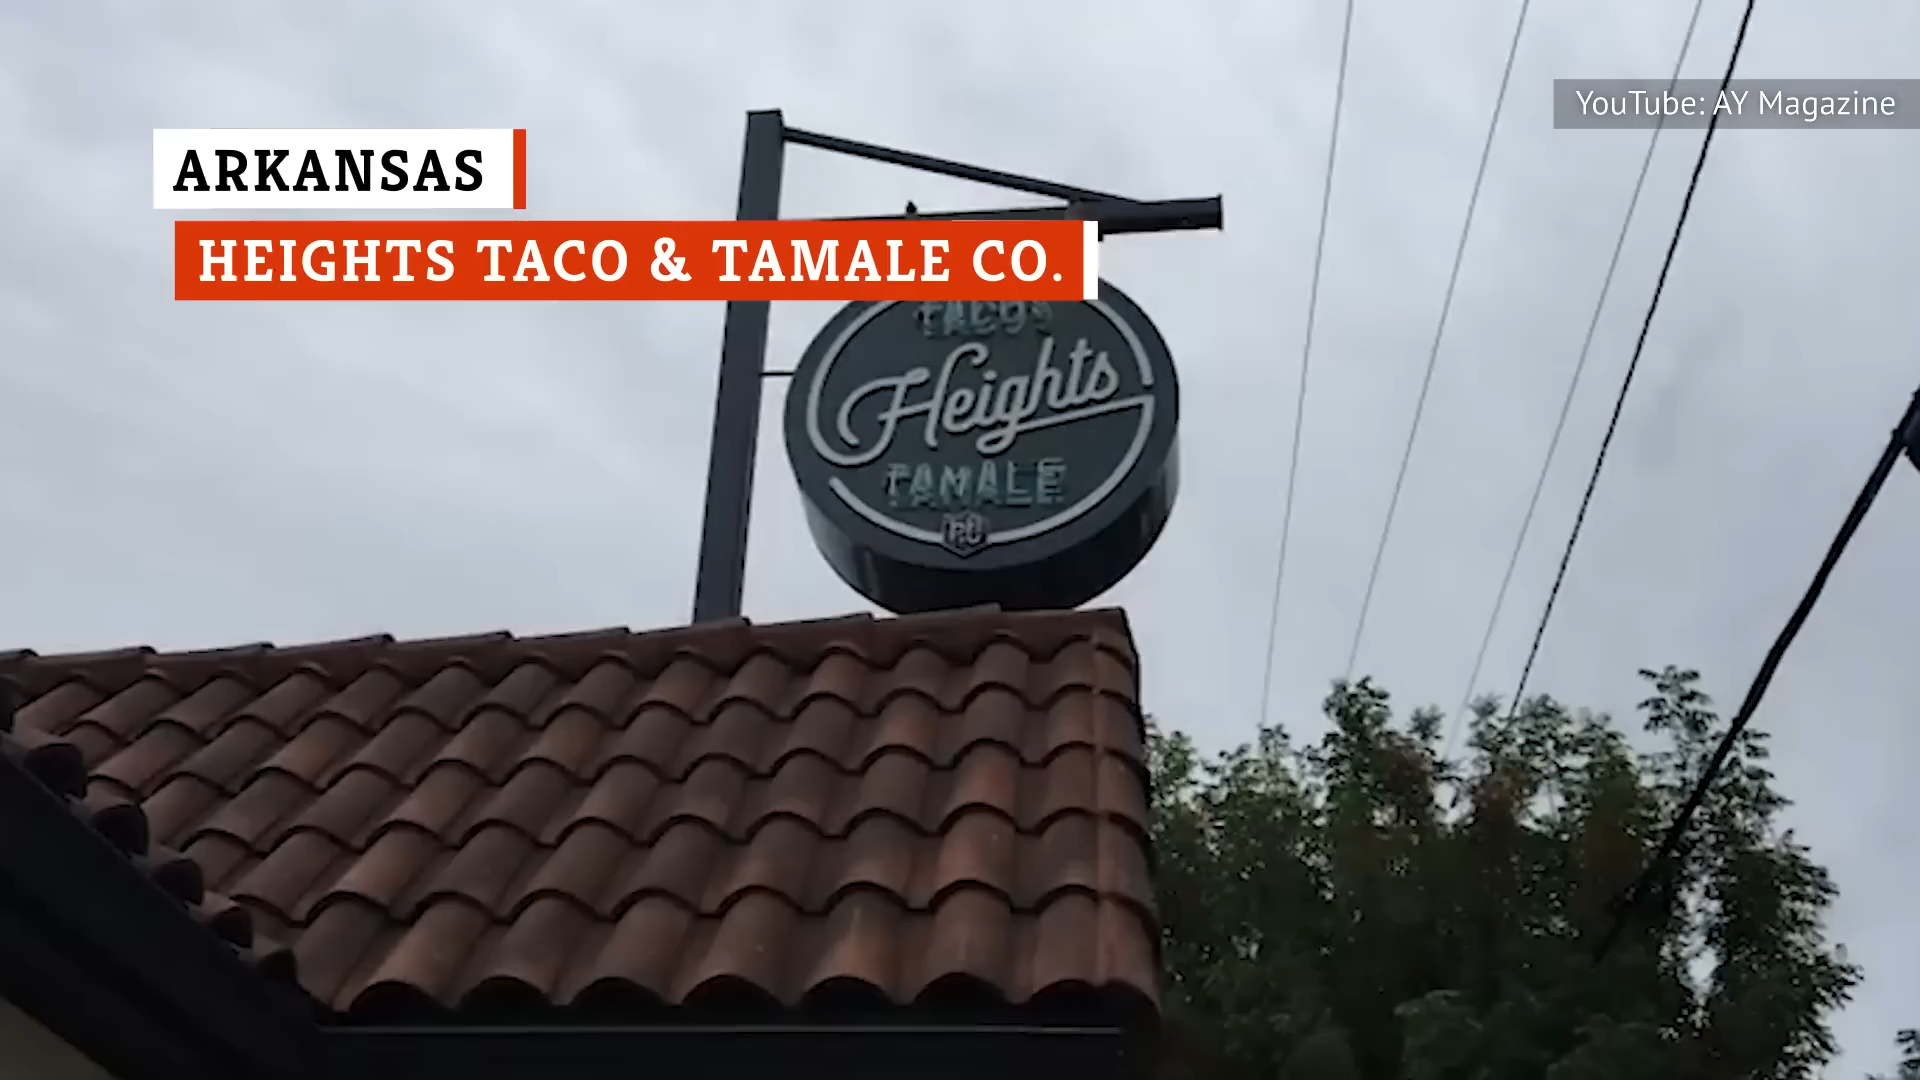 YouTube: AY Magazine
ARKANSAS
HEIGHTS TACO & TAMALE CO.
TACOS
Heights
TAMALE